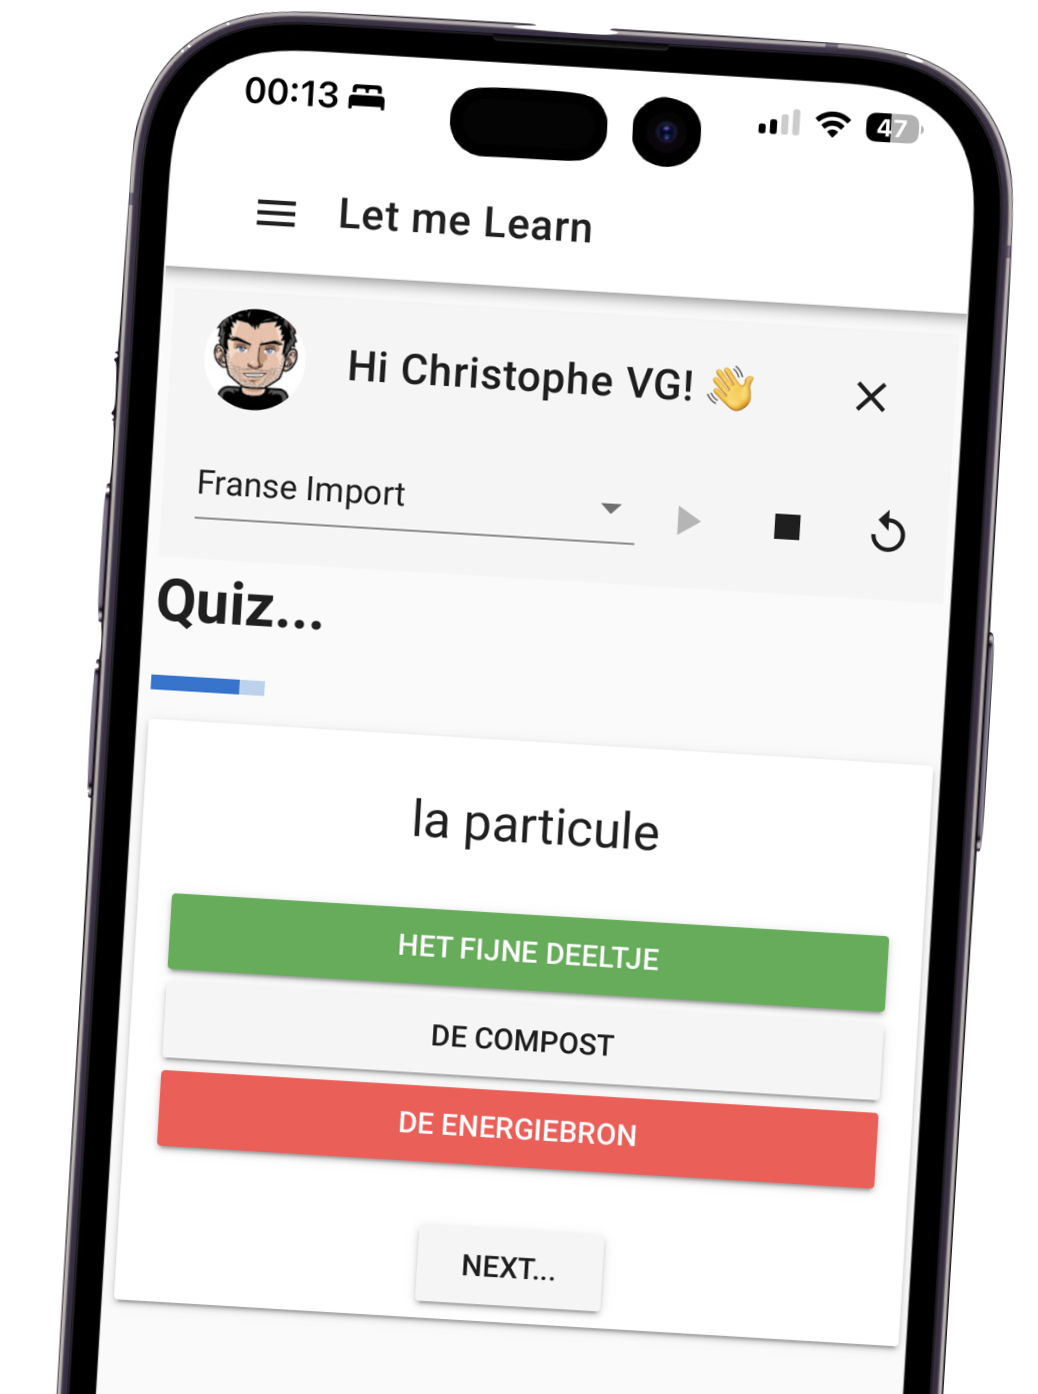 00:13
47
Let me Learn
Hi Christophe VG! 👋
Franse Import
Quiz...
la particule
HET FIJNE DEELTJE
DE COMPOST
DE ENERGIEBRON
NEXT...